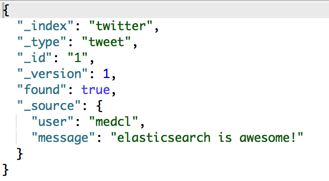 {
  "_index": "twitter",
  "_type": "tweet",
  "_id": "1",
  "_version": 1,
  "found": true,
  "_source": {
    "user": "medcl",
    "message": "elasticsearch is awesome!"
  }
}